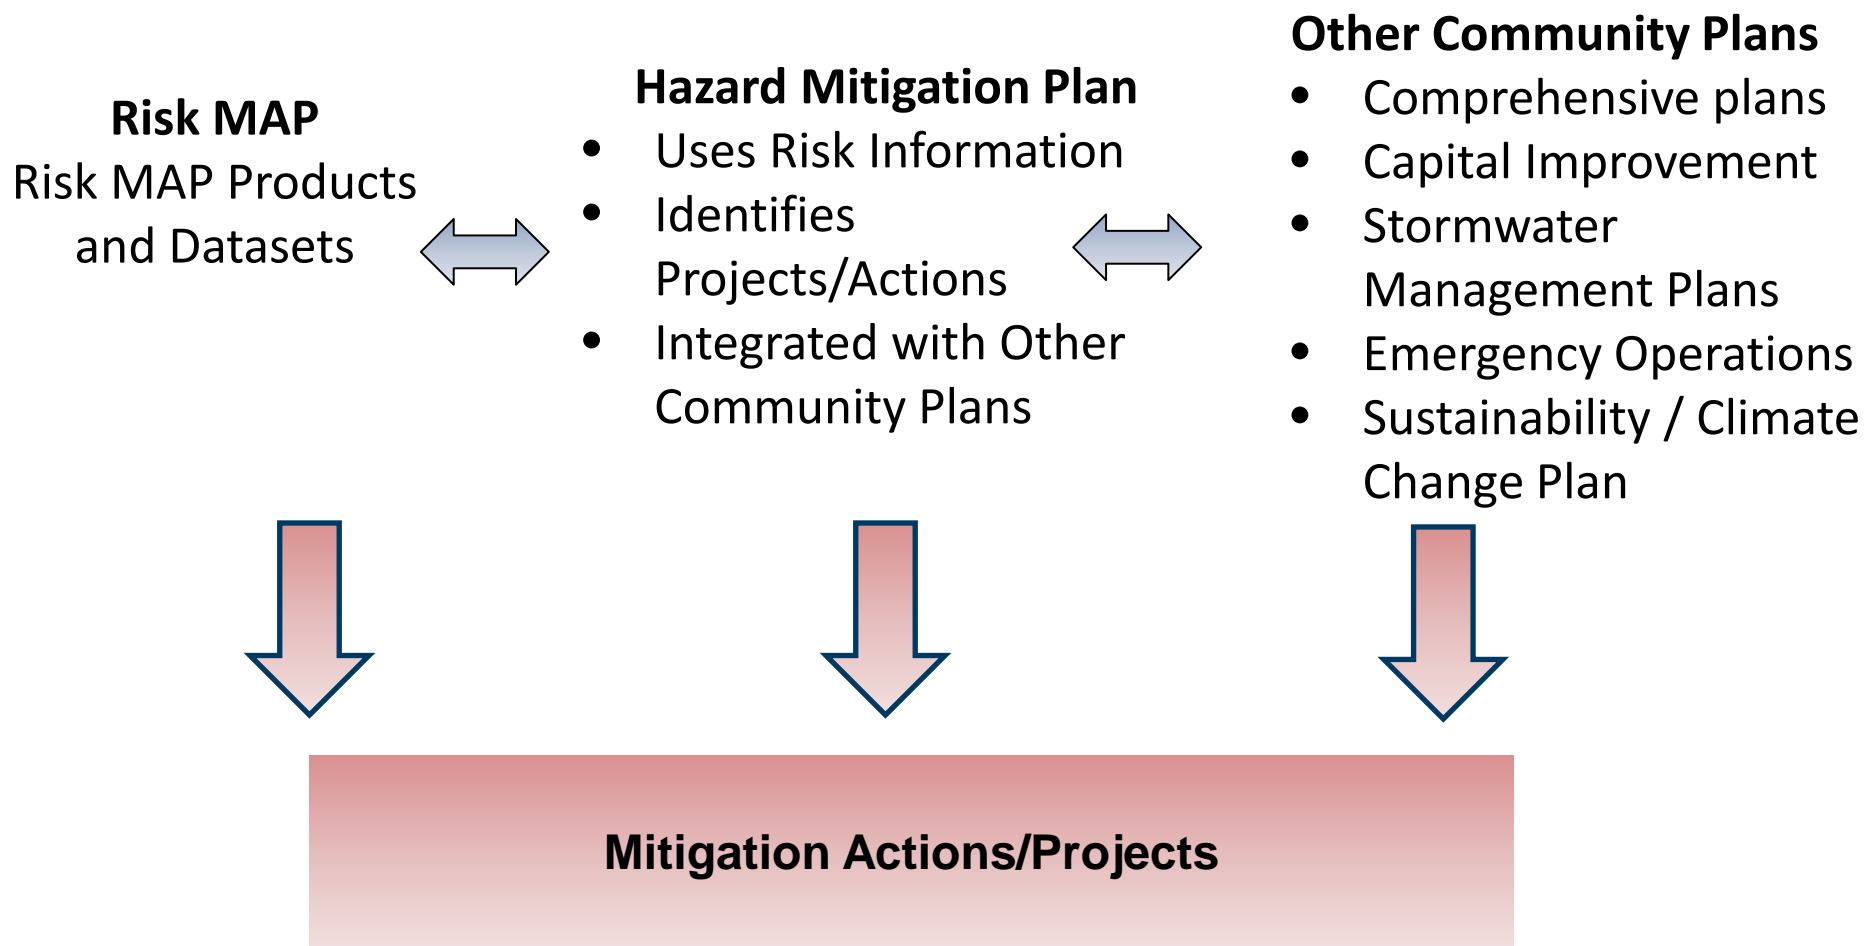 Risk MAP
Risk MAP Products
and Datasets
Hazard Mitigation Plan
• Uses Risk Information
• Identifies
Projects/Actions
• Integrated with Other
Community Plans
Other Community Plans
• Comprehensive plans
• Capital Improvement
• Stormwater
Management Plans
• Emergency Operations
• Sustainability / Climate
Change Plan
Mitigation Actions/Projects